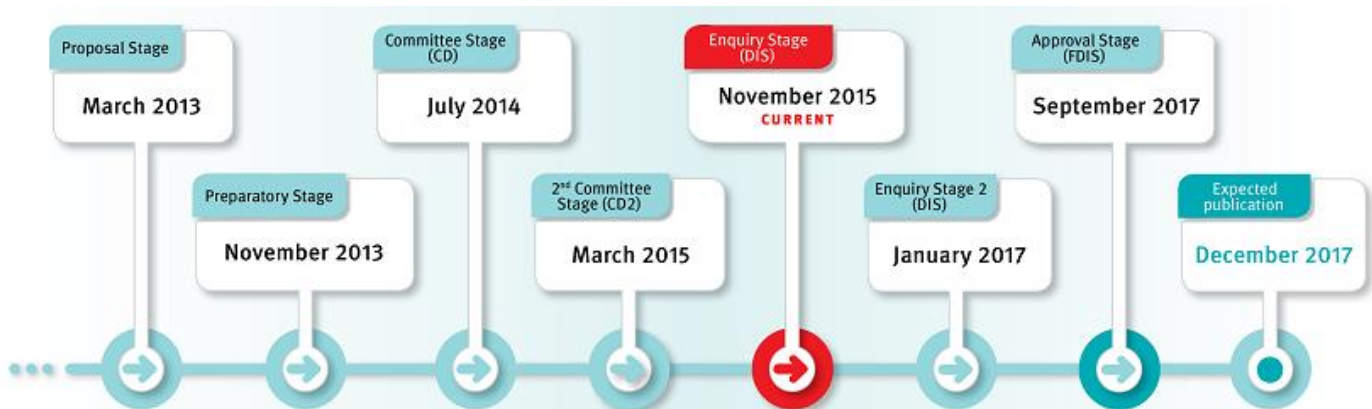 Proposal Stage
March 2013
Preparatory Stage
November 2013
Committee Stage
(CD)
July 2014
2nd Committee
Stage (CD2)
March 2015
Enquiry Stage
(DIS)
November 2015
CURRENT
Enquiry Stage 2
(DIS)
January 2017
Approval Stage
(FDIS)
September 2017
Expected
publication
December 2017